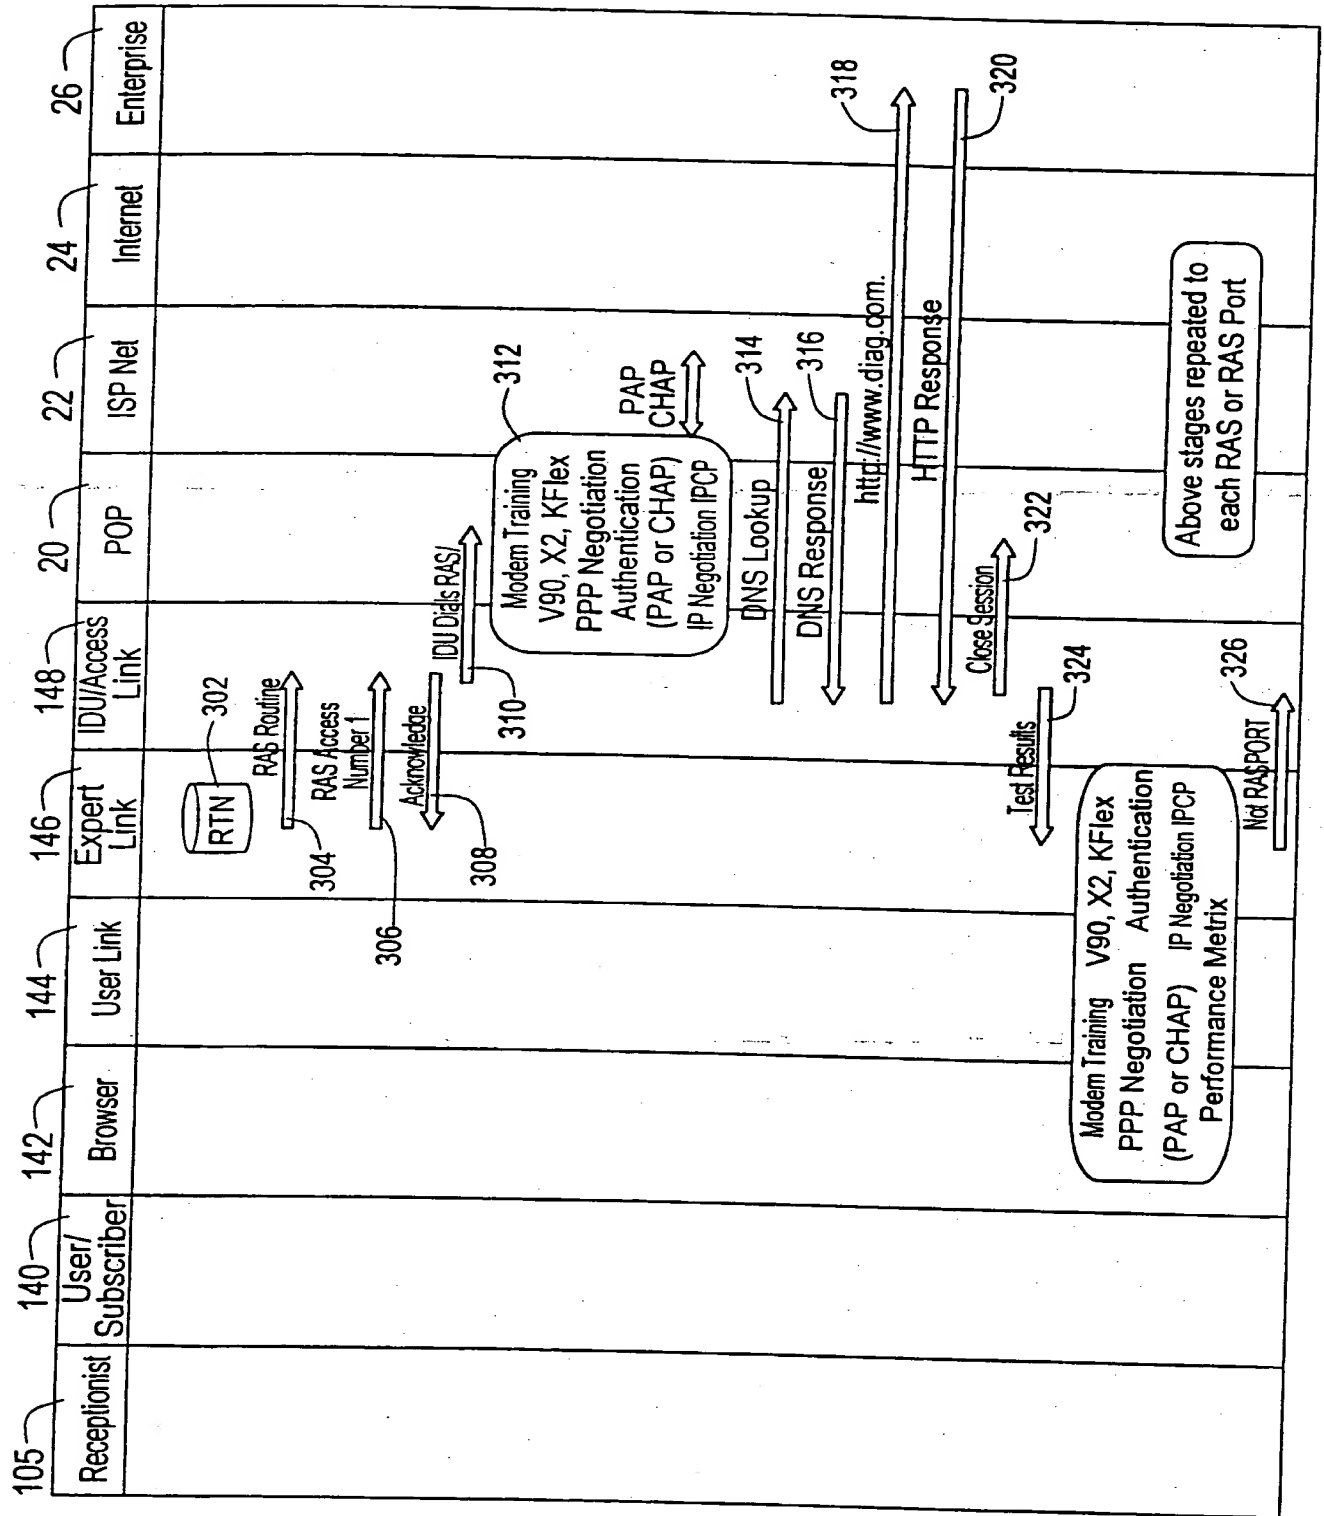 105
140
142
144
146
148
20
22
24
26
Receptionist
User/
Subscriber
Browser
User Link
Expert
Link
IDU/Access
Link
POP
ISP Net
Internet
Enterprise
RTN
302
RAS Routine
304
RAS Access
Number 1
306
Acknowledge
308
IDU Dials RAS/
310
Modem Training
V90, X2, KFlex
PPP Negotiation
Authentication
(PAP or CHAP)
IP Negotiation IPCP
312
PAP
CHAP
DNS Lookup
314
DNS Response
316
http://www.diag.com.
318
HTTP Response
320
Close Session
322
Test Results
324
Modem Training V90, X2, KFlex
PPP Negotiation Authentication
(PAP or CHAP) IP Negotiation IPCP
Performance Metrix
Above stages repeated to
each RAS or RAS Port
Not RASPORT
326